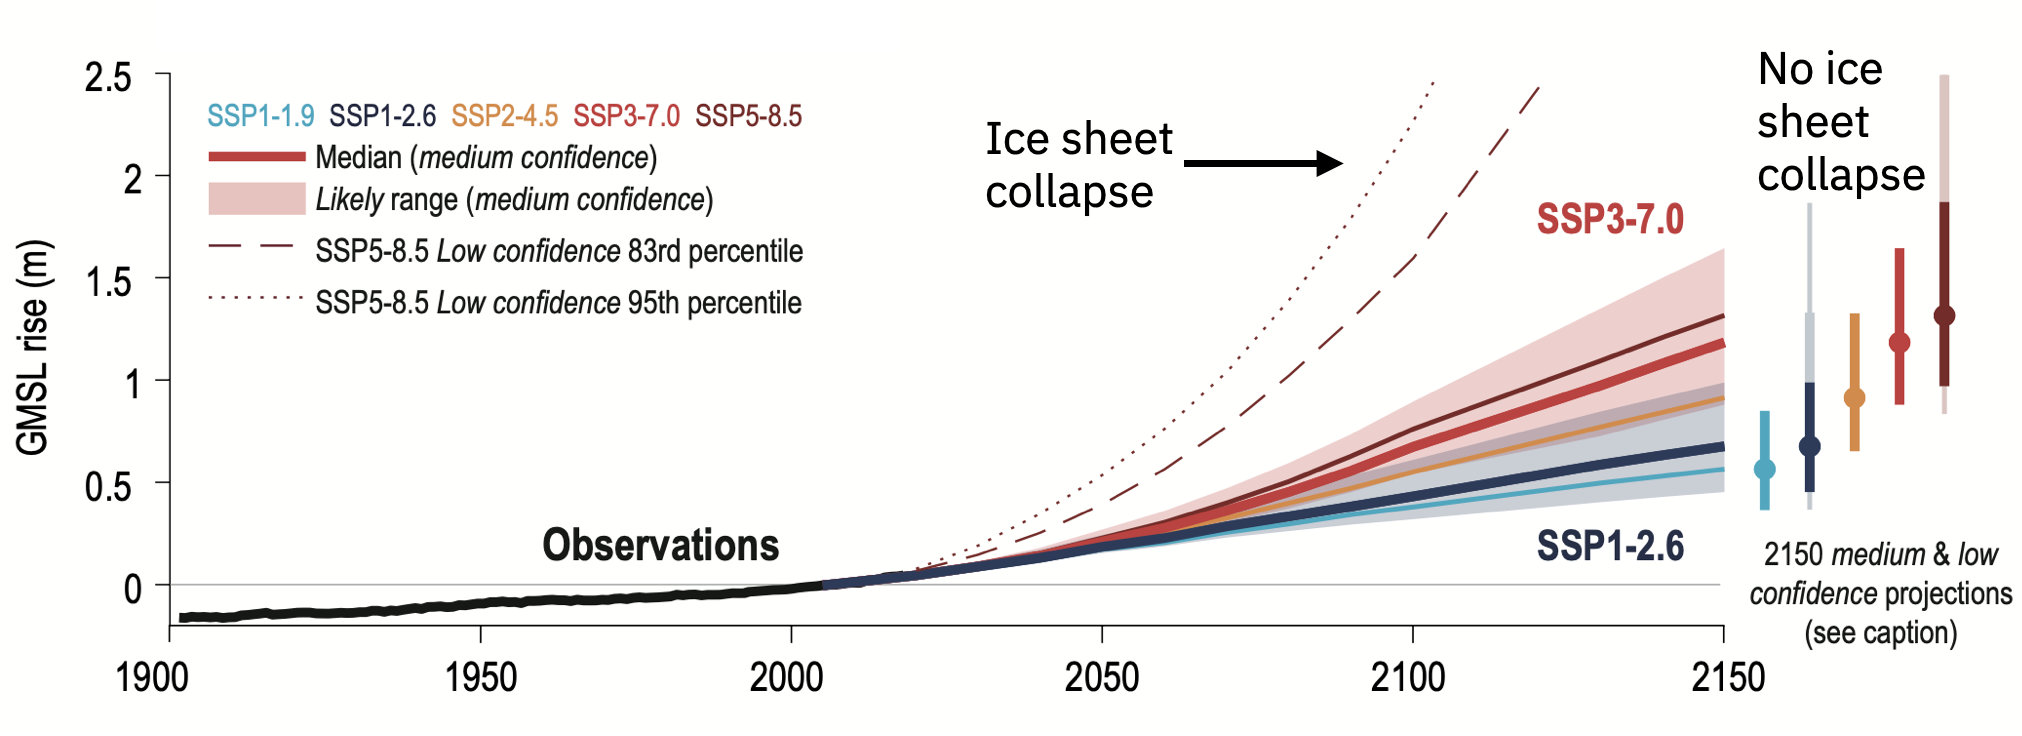 2.5
2
1.5
1
0.5
0
GMSL rise (m)
SSP1-1.9 SSP1-2.6 SSP2-4.5 SSP3-7.0 SSP5-8.5
Median (medium confidence)
Likely range (medium confidence)
SSP5-8.5 Low confidence 83rd percentile
SSP5-8.5 Low confidence 95th percentile
Observations
Ice sheet
collapse
SSP3-7.0
SSP1-2.6
No ice
sheet
collapse
2150 medium & low
confidence projections
(see caption)
1900 1950 2000 2050 2100 2150